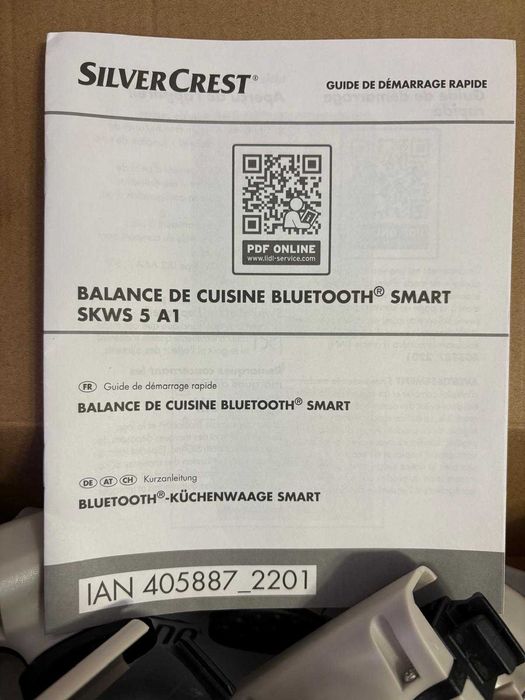 SILVERCREST®
GUIDE DE DÉMARRAGE RAPIDE
PDF ONLINE
www.lidl-service.com
BALANCE DE CUISINE BLUETOOTH® SMART
SKWS 5 A1
FR Guide de démarrage rapide
BALANCE DE CUISINE BLUETOOTH® SMART
DE AT CH Kurzanleitung
BLUETOOTH®-KÜCHENWAAGE SMART
IAN 405887_2201